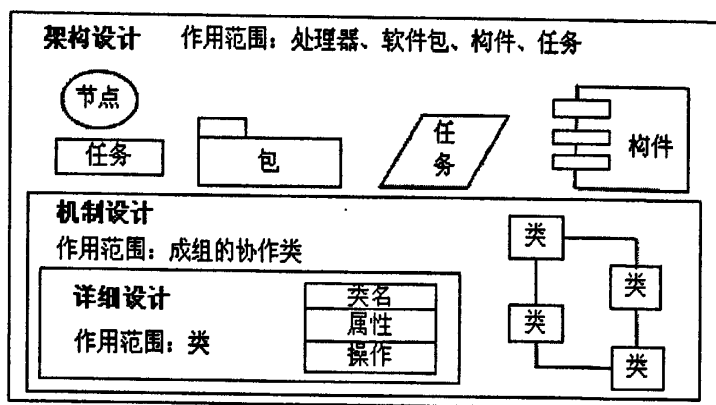 架构设计 作用范围：处理器、软件包、构件、任务
节点
任务
包
任
务
构件
机制设计
作用范围：成组的协作类
类
类
类
类
详细设计
作用范围：类
类名
属性
操作